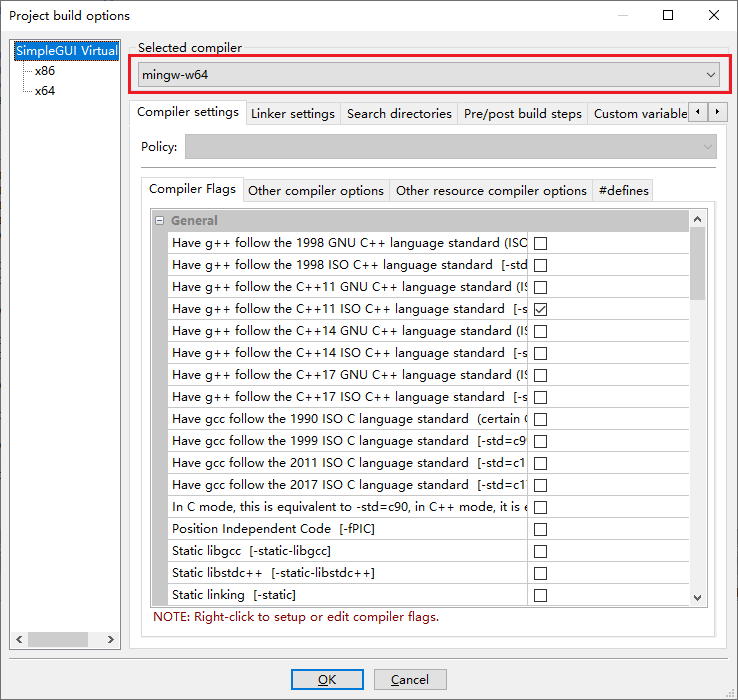 Project build options
SimpleGUI Virtual
x86
x64
Selected compiler
mingw-w64
Compiler settings
Linker settings
Search directories
Pre/post build steps
Custom variable
Policy:
Compiler Flags
Other compiler options
Other resource compiler options
#defines
General
Have g++ follow the 1998 GNU C++ language standard (ISO
Have g++ follow the 1998 ISO C++ language standard [-std
Have g++ follow the C++11 GNU C++ language standard (IS
Have g++ follow the C++11 ISO C++ language standard [-s
Have g++ follow the C++14 GNU C++ language standard (IS
Have g++ follow the C++14 ISO C++ language standard [-s
Have g++ follow the C++17 GNU C++ language standard (IS
Have g++ follow the C++17 ISO C++ language standard [-s
Have gcc follow the 1990 ISO C language standard (certain
Have gcc follow the 1999 ISO C language standard [-std=c9
Have gcc follow the 2011 ISO C language standard [-std=c1
Have gcc follow the 2017 ISO C language standard [-std=c1
In C mode, this is equivalent to -std=c90, in C++ mode, it is
Position Independent Code [-fPIC]
Static libgcc [-static-libgcc]
Static libstdc++ [-static-libstdc++]
Static linking [-static]
NOTE: Right-click to setup or edit compiler flags.
OK
Cancel